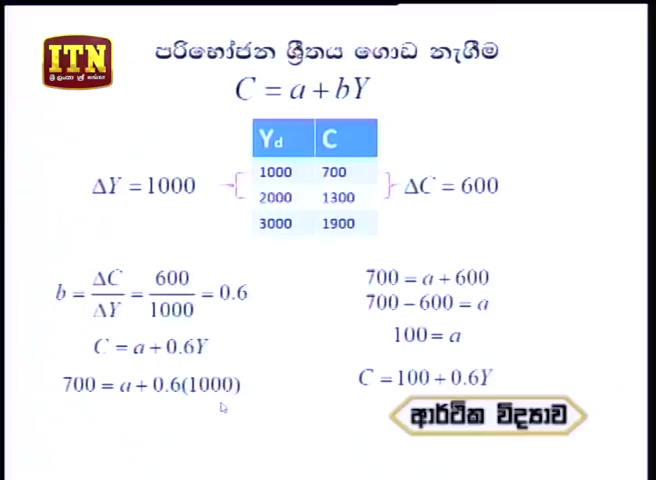 ITN
පරිභෝජන ශ්‍රිතය ගොඩ නැගීම
C = a + bY
Yd C
1000 700
ΔY = 1000
2000 1300
ΔC = 600
3000 1900
b = ΔC/ΔY = 600/1000 = 0.6
C = a + 0.6Y
700 = a + 0.6(1000)
700 = a + 600
700 − 600 = a
100 = a
C = 100 + 0.6Y
ආර්ථික විද්‍යාව